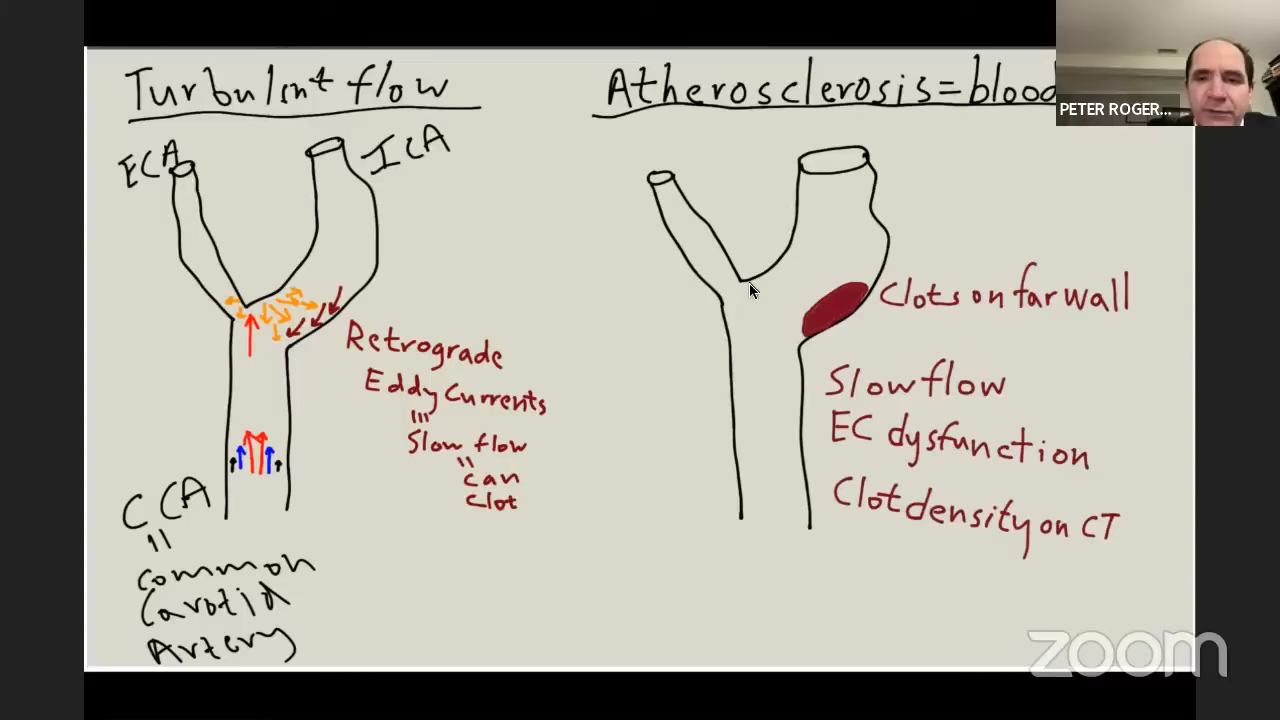 Turbulent flow
ECA
ICA
Retrograde
Eddy Currents
Slow flow
=
can
clot
CCA
=
common
Carotid
Artery
Atherosclerosis = blood
Clots on far wall
Slow flow
EC dysfunction
Clot density on CT
PETER ROGER...
zoom